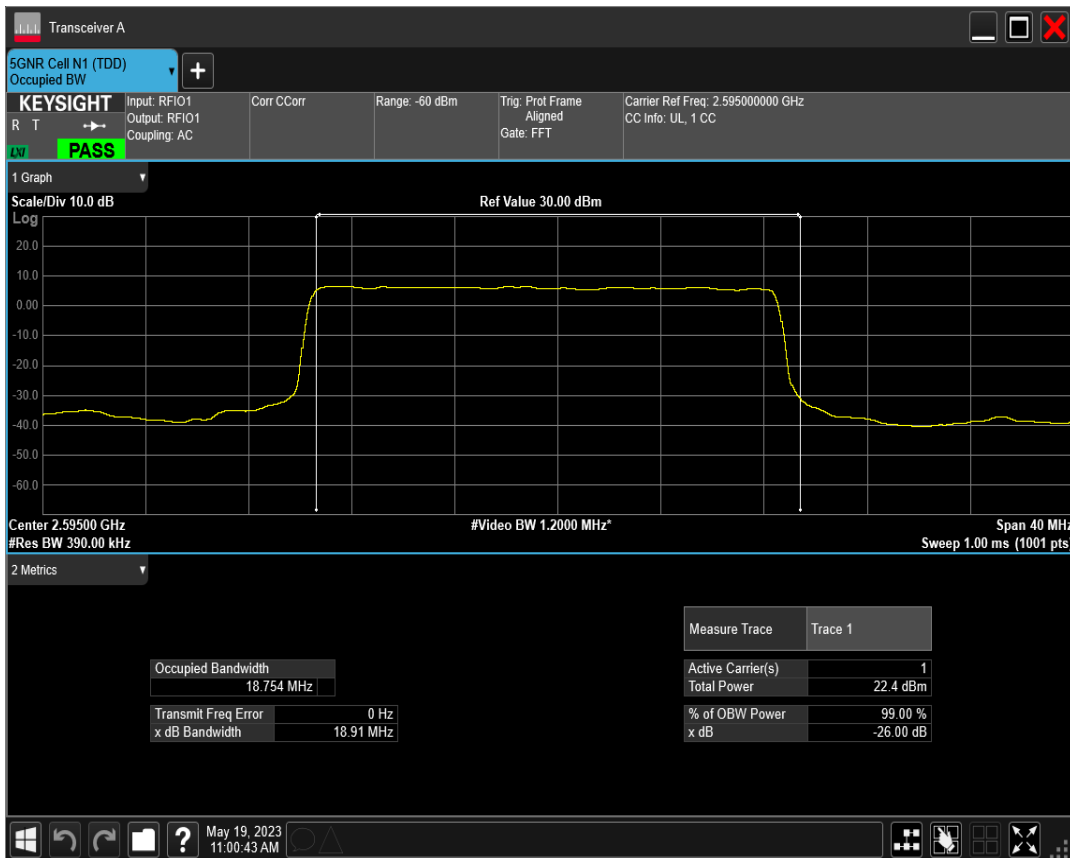 Transceiver A
5GNR Cell N1 (TDD)
Occupied BW
+
KEYSIGHT
R T
LXI
PASS
Input: RFIO1
Output: RFIO1
Coupling: AC
Corr CCorr
Range: -60 dBm
Trig: Prot Frame
Aligned
Gate: FFT
Carrier Ref Freq: 2.595000000 GHz
CC Info: UL, 1 CC
1 Graph
Scale/Div 10.0 dB
Ref Value 30.00 dBm
Log
20.0
10.0
0.00
-10.0
-20.0
-30.0
-40.0
-50.0
-60.0
Center 2.59500 GHz
#Video BW 1.2000 MHz*
Span 40 MHz
#Res BW 390.00 kHz
Sweep 1.00 ms (1001 pts)
2 Metrics
Measure Trace Trace 1
Occupied Bandwidth
18.754 MHz
Active Carrier(s) 1
Total Power 22.4 dBm
Transmit Freq Error 0 Hz
x dB Bandwidth 18.91 MHz
% of OBW Power 99.00 %
x dB -26.00 dB
?
May 19, 2023
11:00:43 AM